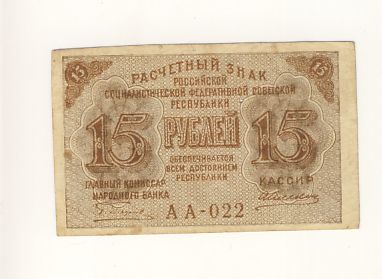 15 15
РАСЧЕТНЫЙ ЗНАК
РОССИЙСКОЙ
СОЦИАЛИСТИЧЕСКОЙ ФЕДЕРАТИВНОЙ СОВЕТСКОЙ
РЕСПУБЛИКИ
15 РУБЛЕЙ 15
ОБЕСПЕЧИВАЕТСЯ
ВСЕМ ДОСТОЯНИЕМ
РЕСПУБЛИКИ
ГЛАВНЫЙ КОМИССАР
НАРОДНОГО БАНКА
КАССИР
АА-022